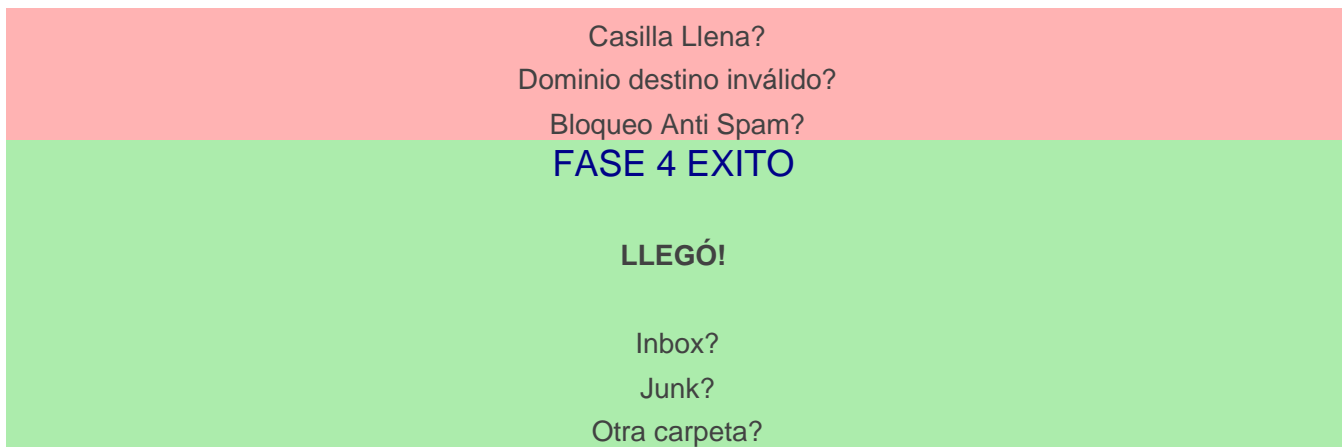 Casilla Llena?
Dominio destino inválido?
Bloqueo Anti Spam?
FASE 4 EXITO
LLEGÓ!
Inbox?
Junk?
Otra carpeta?